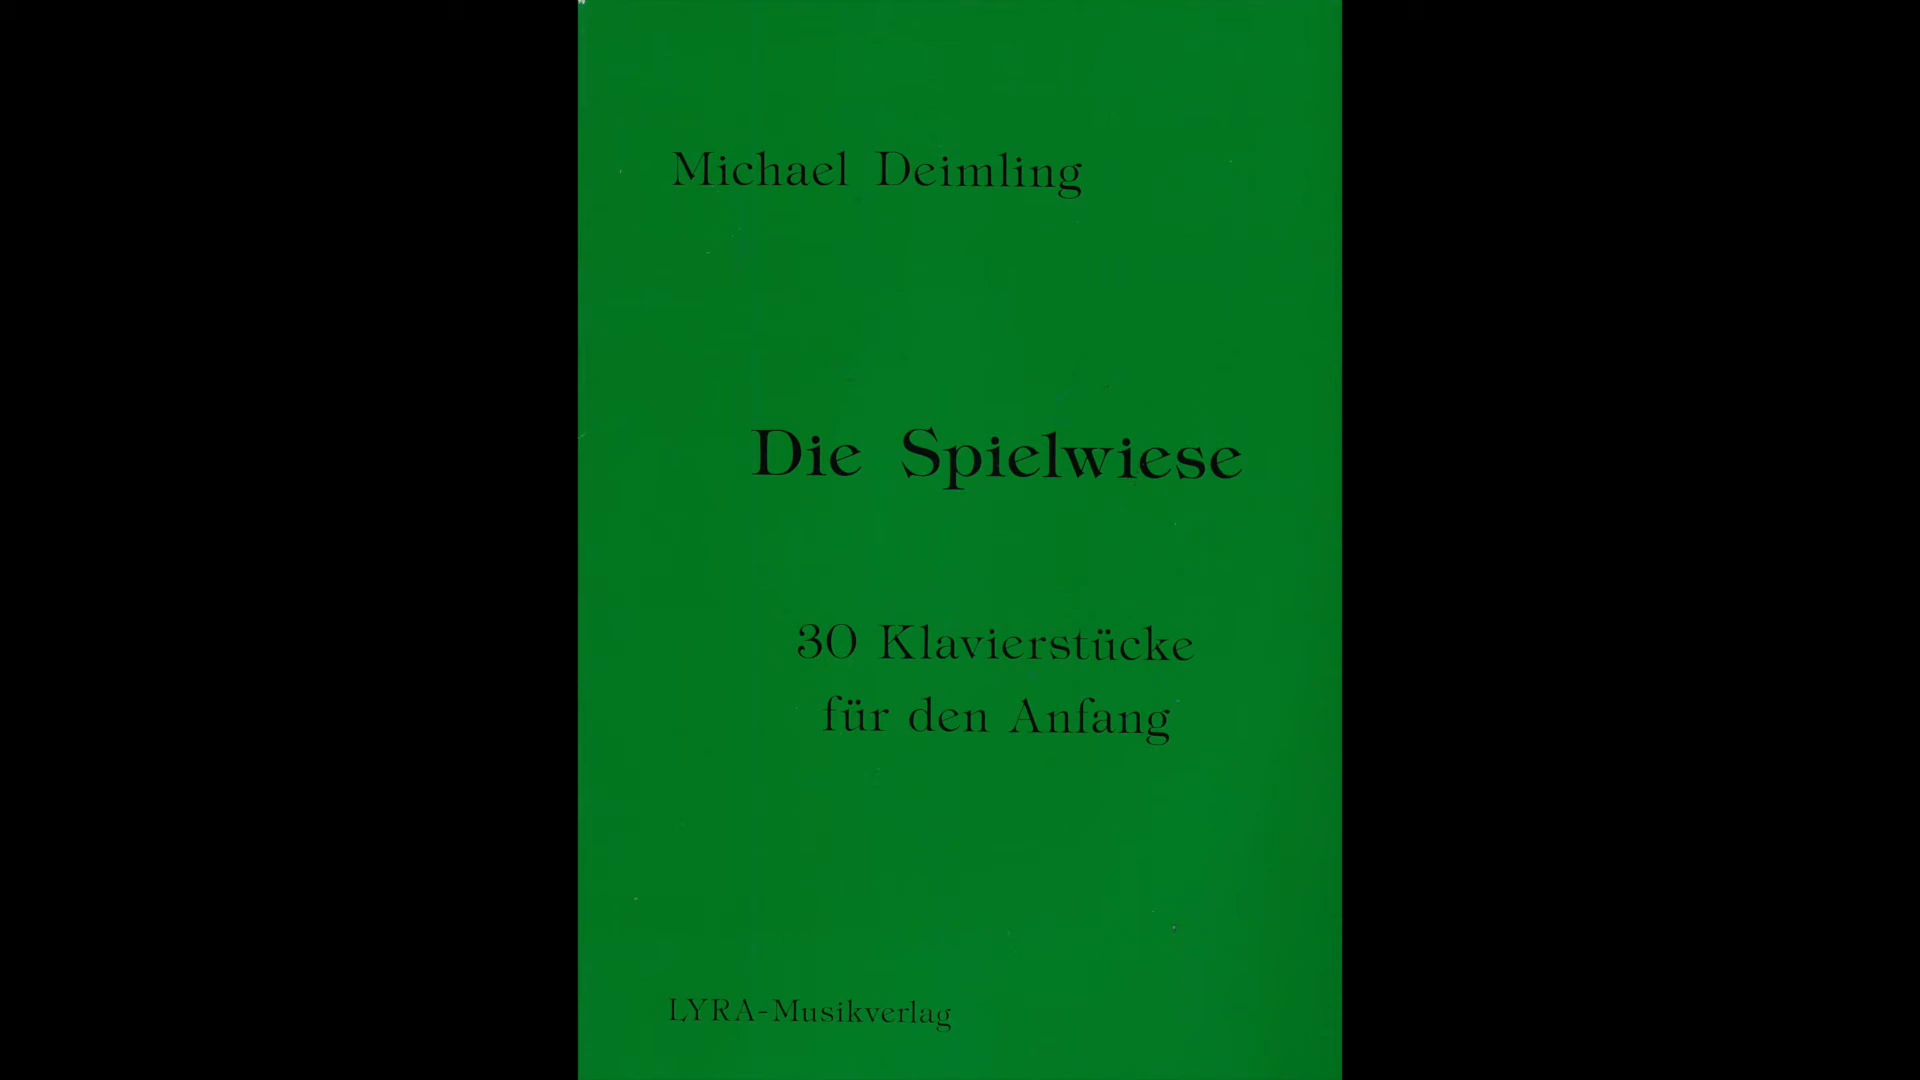 Michael Deimling
Die Spielwiese
30 Klavierstücke
für den Anfang
LYRA-Musikverlag